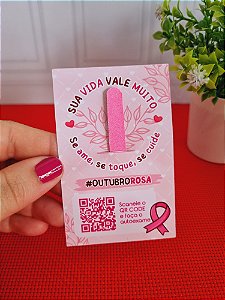 SUA VIDA VALE MUITO
Se ame, se toque, se cuide
#OUTUBROROSA
Scaneie o
QR CODE
e faça o
autoexame